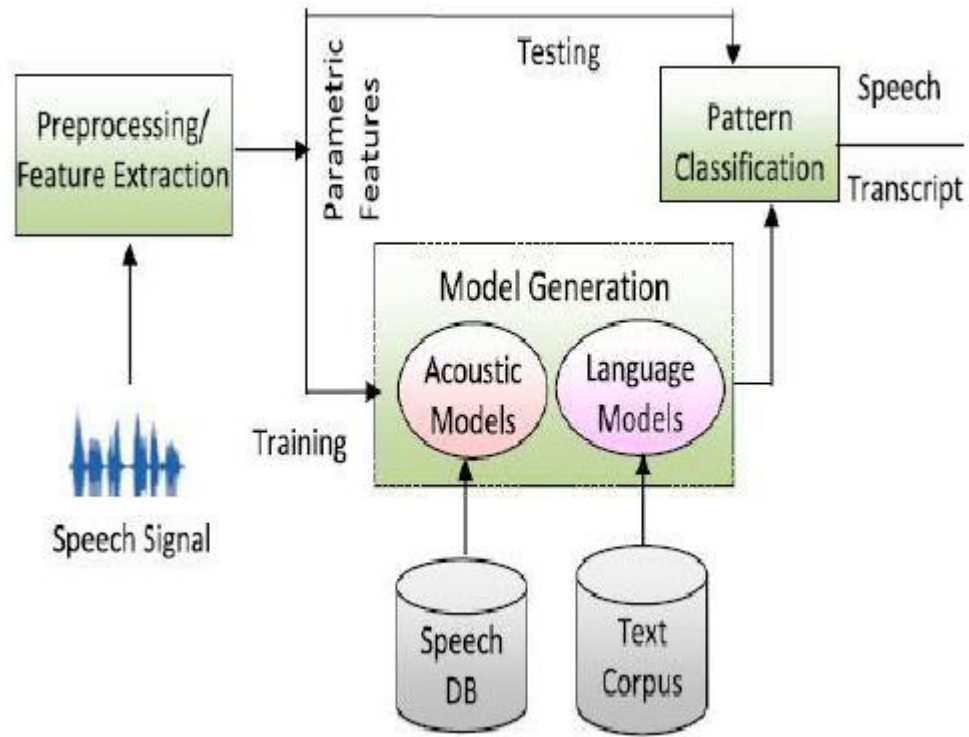 Testing
Preprocessing/
Feature Extraction
Parametric
Features
Pattern
Classification
Speech
Transcript
Model Generation
Acoustic
Models
Language
Models
Training
Speech Signal
Speech
DB
Text
Corpus